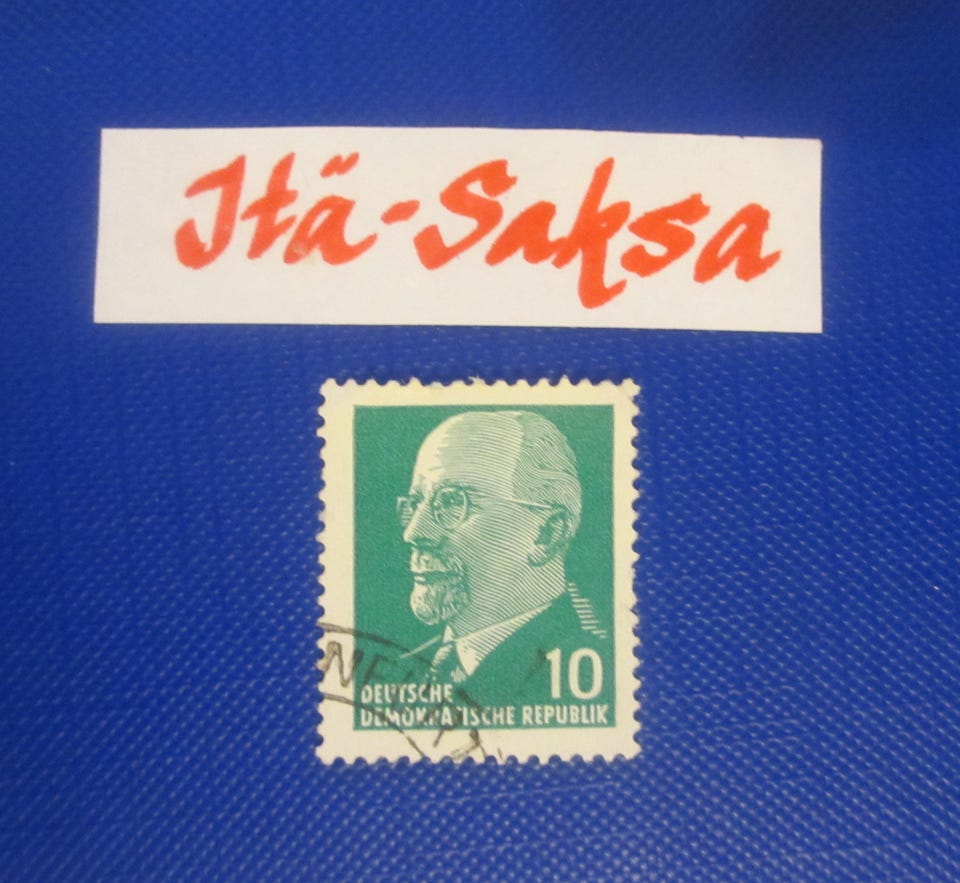 Itä-Saksa
10
DEUTSCHE
DEMOKRATISCHE REPUBLIK